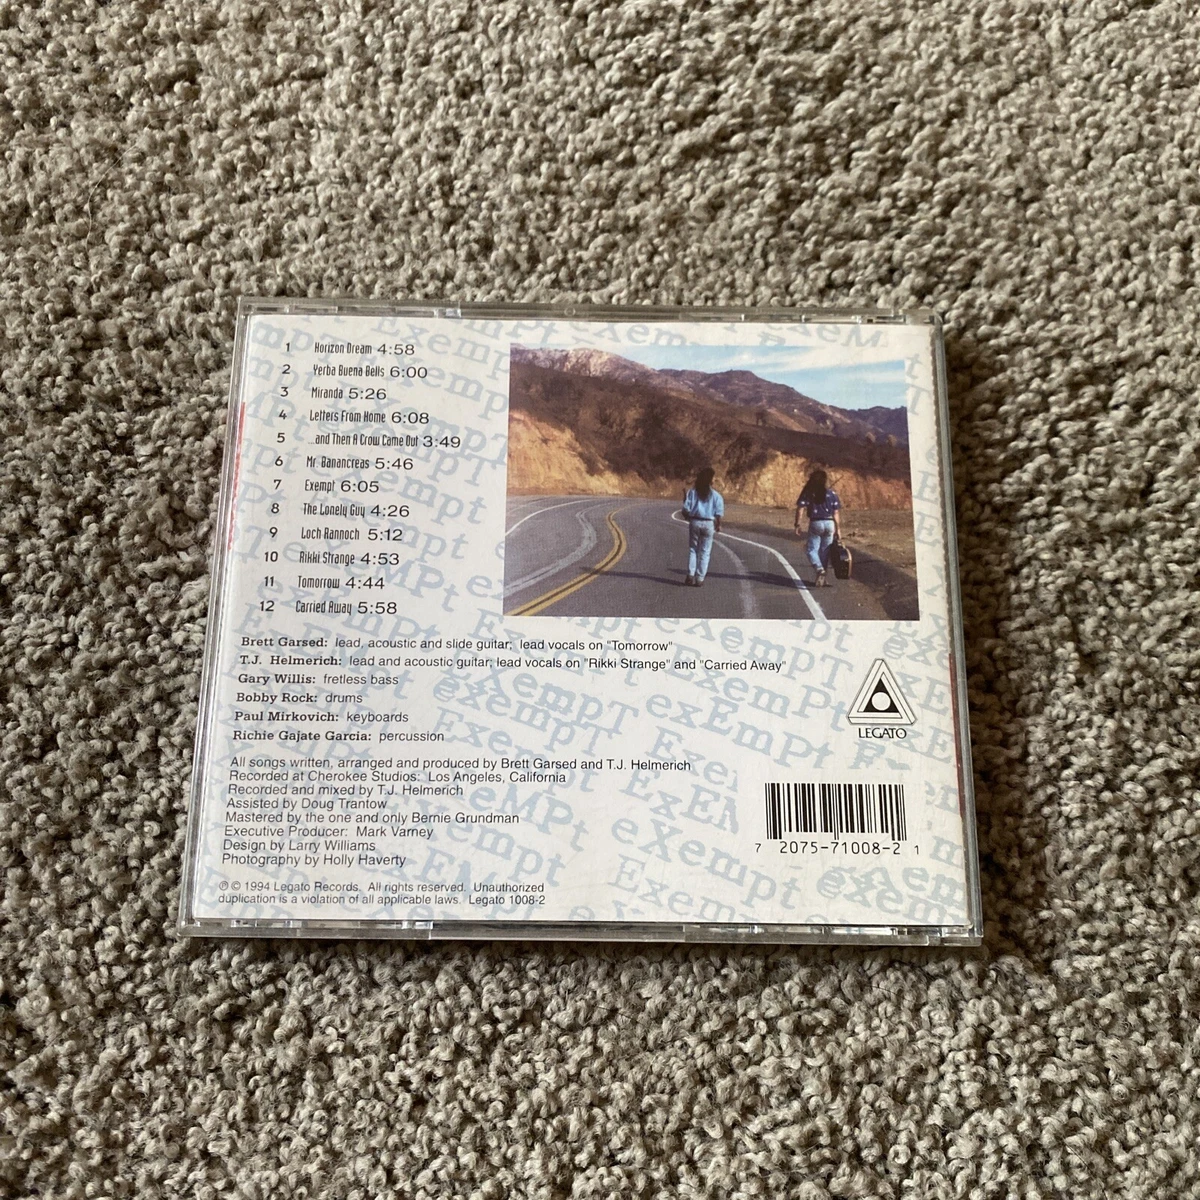 1 Horizon Dream 4:58
2 Yerba Buena Bells 6:00
3 Miranda 5:26
4 Letters From Home 6:08
5 ...and Then A Crow Came Out 3:49
6 Mr. Banancreas 5:46
7 Exempt 6:05
8 The Lonely Guy 4:26
9 Loch Rannoch 5:12
10 Rikki Strange 4:53
11 Tomorrow 4:44
12 Carried Away 5:58
Brett Garsed: lead, acoustic and slide guitar; lead vocals on "Tomorrow"
T.J. Helmerich: lead and acoustic guitar; lead vocals on "Rikki Strange" and "Carried Away"
Gary Willis: fretless bass
Bobby Rock: drums
Paul Mirkovich: keyboards
Richie Gajate Garcia: percussion
LEGATO
All songs written, arranged and produced by Brett Garsed and T.J. Helmerich
Recorded at Cherokee Studios: Los Angeles, California
Recorded and mixed by T.J. Helmerich
Assisted by Doug Trantow
Mastered by the one and only Bernie Grundman
Executive Producer: Mark Varney
Design by Larry Williams
Photography by Holly Haverty
7 2075-71008-2 1
℗ © 1994 Legato Records. All rights reserved. Unauthorized
duplication is a violation of all applicable laws. Legato 1008-2